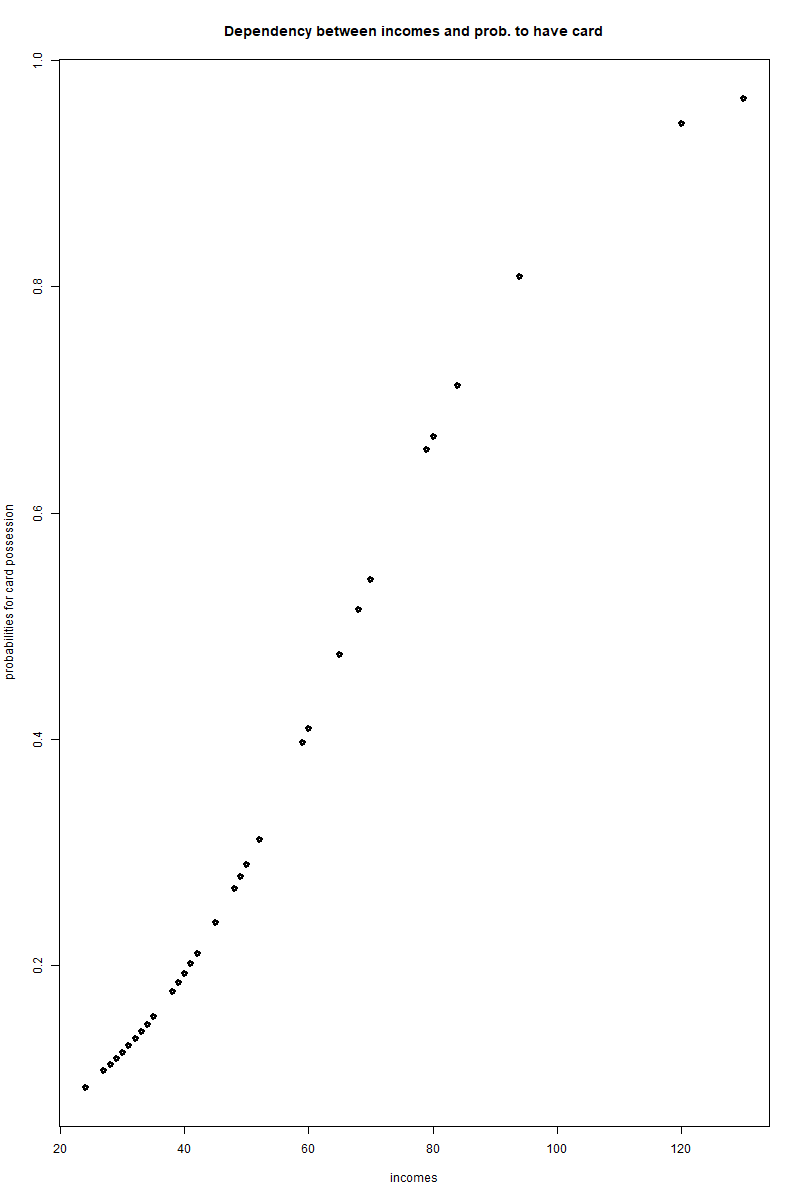 Dependency between incomes and prob. to have card
probabilities for card possession
1.0
0.8
0.6
0.4
0.2
20 40 60 80 100 120
incomes